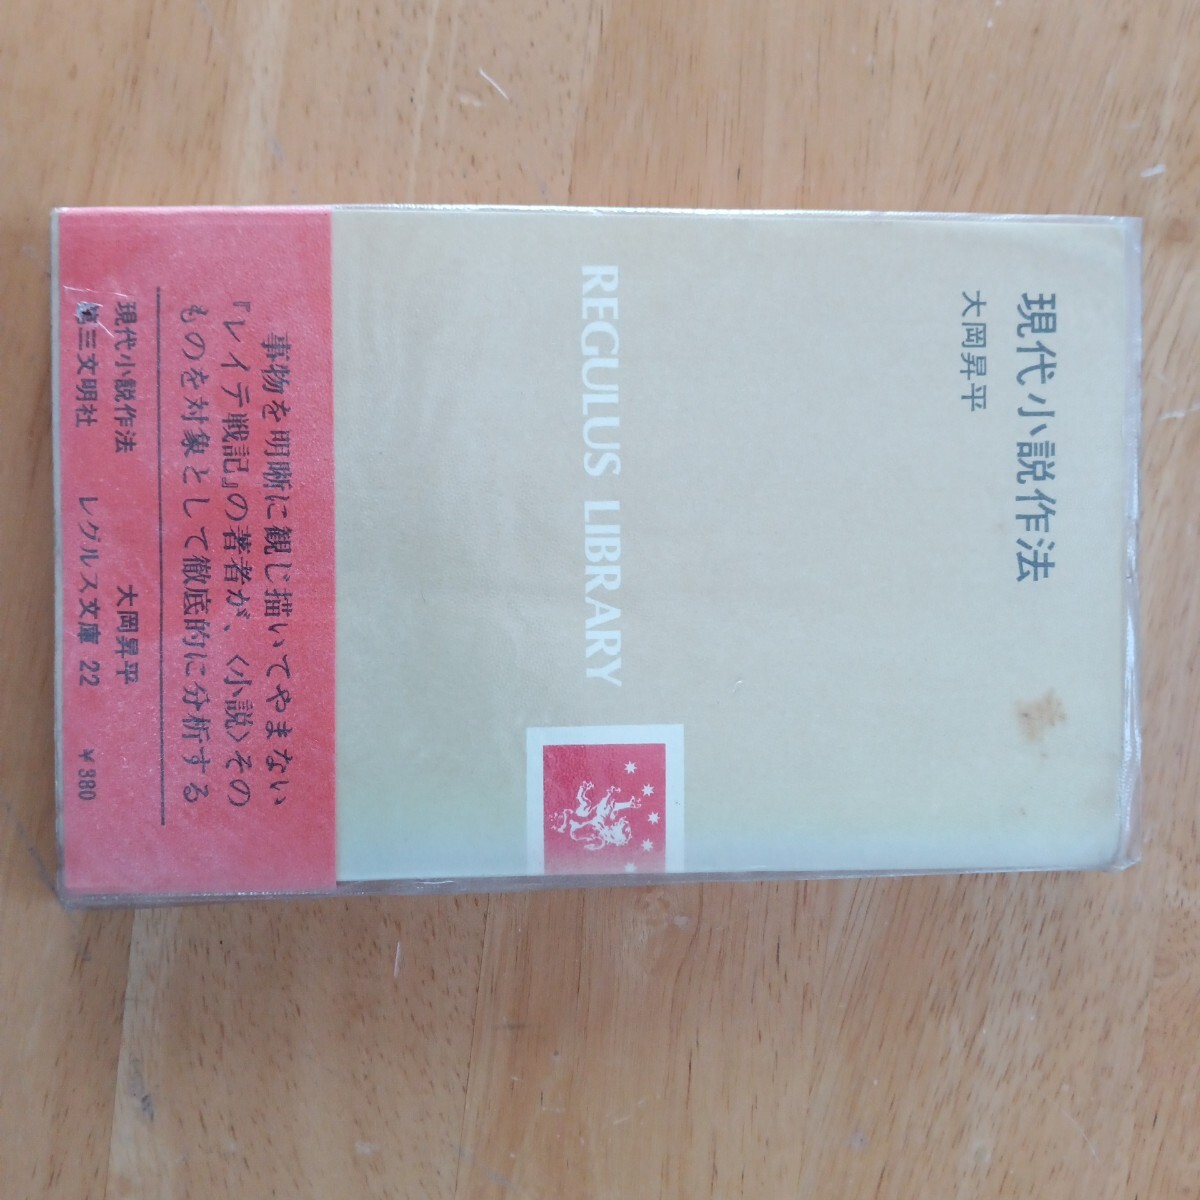 現代小説作法
大岡昇平
REGULUS LIBRARY
事物を明晰に観じ描いてやまない
『レイテ戦記』の著者が、〈小説〉その
ものを対象として徹底的に分析する
現代小説作法 大岡昇平
第三文明社 レグルス文庫 22 ¥380